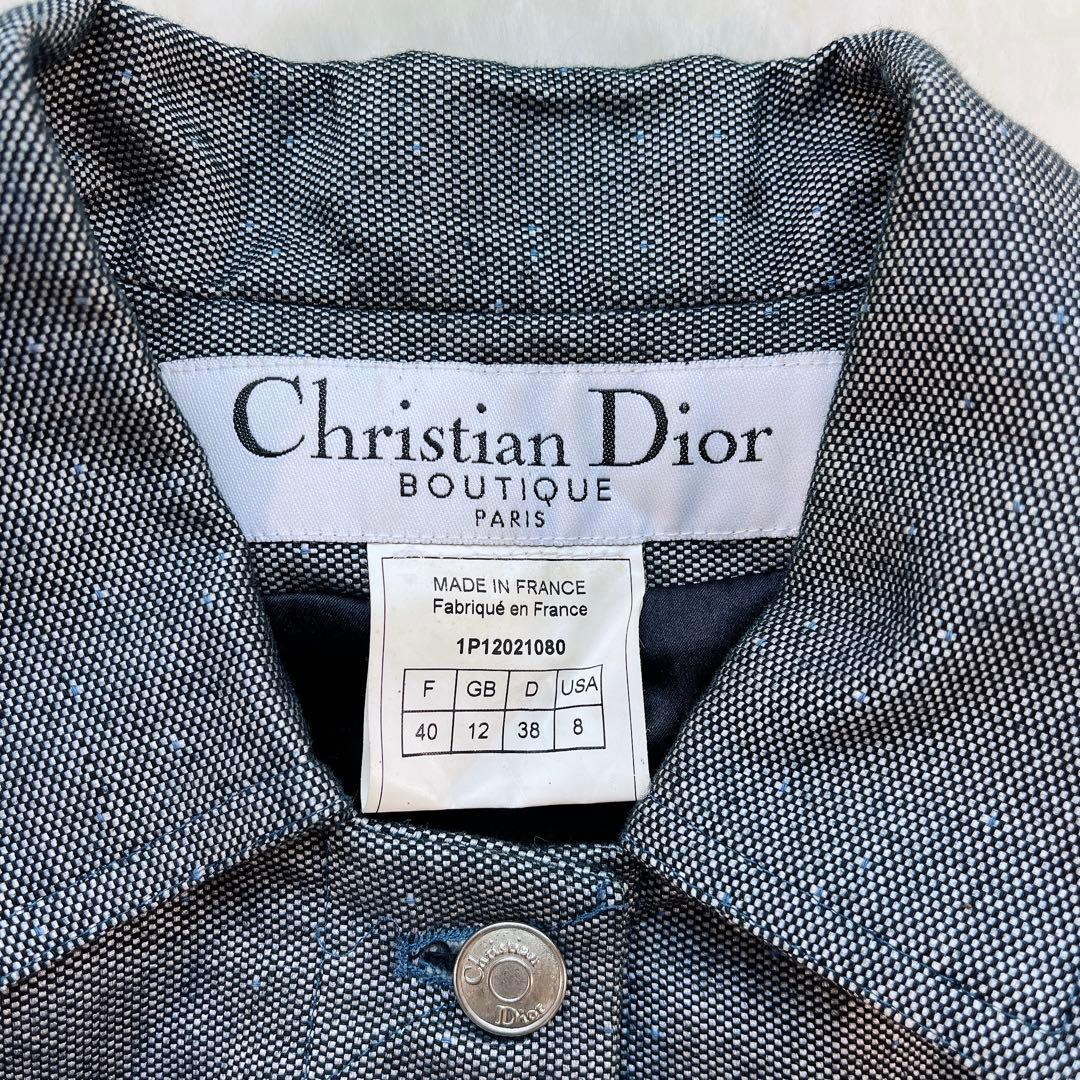 Christian Dior
BOUTIQUE
PARIS
MADE IN FRANCE
Fabriqué en France
1P12021080
F GB D USA
40 12 38 8
Christian
Dior